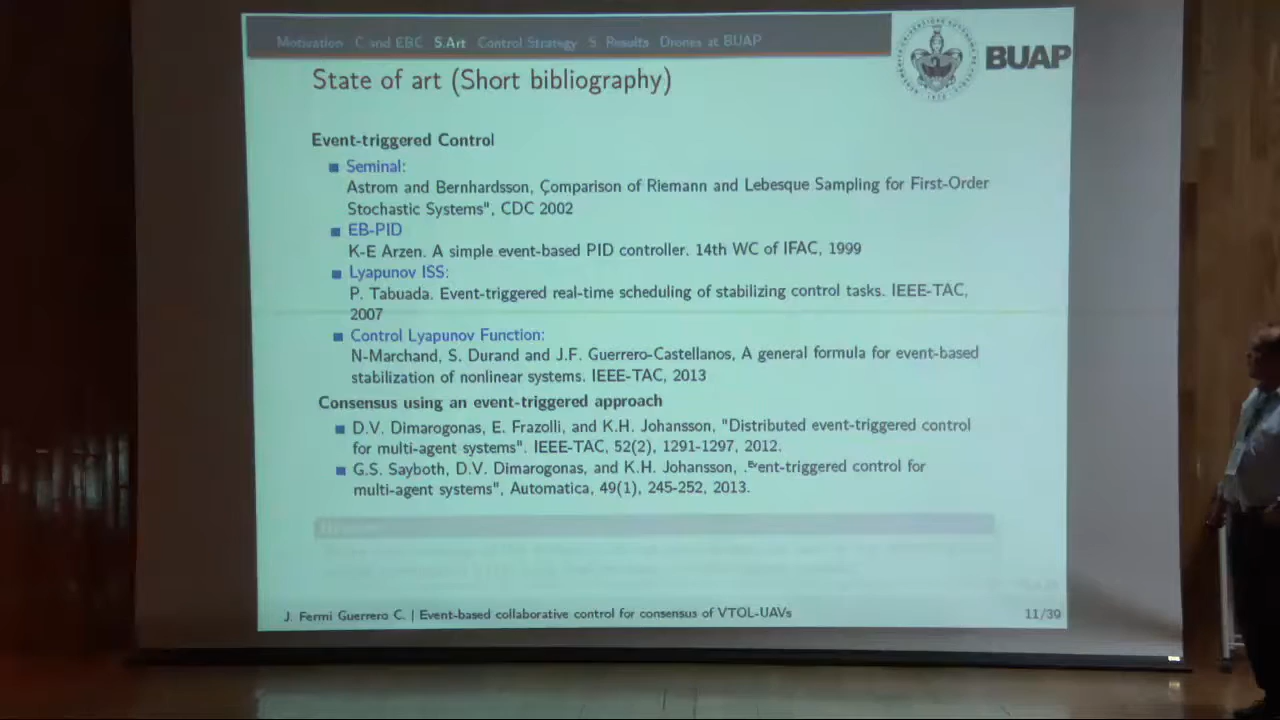 Motivation C and EBC S.Art Control Strategy S. Results Drones at BUAP
BUAP
State of art (Short bibliography)
Event-triggered Control
Seminal:
Astrom and Bernhardsson, Çomparison of Riemann and Lebesque Sampling for First-Order
Stochastic Systems", CDC 2002
EB-PID
K-E Arzen. A simple event-based PID controller. 14th WC of IFAC, 1999
Lyapunov ISS:
P. Tabuada. Event-triggered real-time scheduling of stabilizing control tasks. IEEE-TAC,
2007
Control Lyapunov Function:
N-Marchand, S. Durand and J.F. Guerrero-Castellanos, A general formula for event-based
stabilization of nonlinear systems. IEEE-TAC, 2013
Consensus using an event-triggered approach
D.V. Dimarogonas, E. Frazolli, and K.H. Johansson, "Distributed event-triggered control
for multi-agent systems". IEEE-TAC, 52(2), 1291-1297, 2012.
G.S. Sayboth, D.V. Dimarogonas, and K.H. Johansson, .Event-triggered control for
multi-agent systems", Automatica, 49(1), 245-252, 2013.
J. Fermi Guerrero C. | Event-based collaborative control for consensus of VTOL-UAVs
11/39